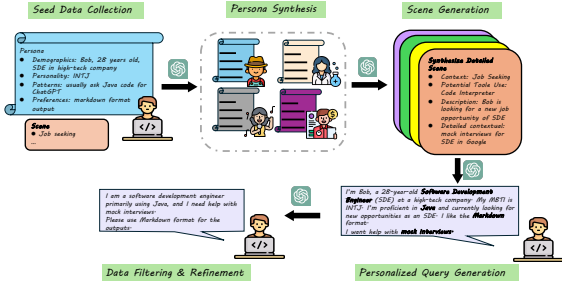 Seed Data Collection
Persona Synthesis
Scene Generation
Persona
● Demographics: Bob, 28 years old,
SDE in high-tech company
● Personality: INTJ
● Patterns: usually ask Java code for
ChatGPT
● Preferences: markdown format
output
Scene
● Job seeking
...
Synthesize Detailed
Scene
● Context: Job Seeking
● Potential Tools Use:
Code Interpreter
● Description: Bob is
looking for a new job
opportunity of SDE
● Detailed contextual:
mock interviews for
SDE in Google
I am a software development engineer
primarily using Java, and I need help with
mock interviews.
Please use Markdown format for the
outputs.
I'm Bob, a 28-year-old Software Development
Engineer (SDE) at a high-tech company. My MBTI is
INTJ. I'm proficient in Java and currently looking for
new opportunities as an SDE. I like the Markdown
format.
I want help with mock interviews.
Data Filtering & Refinement
Personalized Query Generation